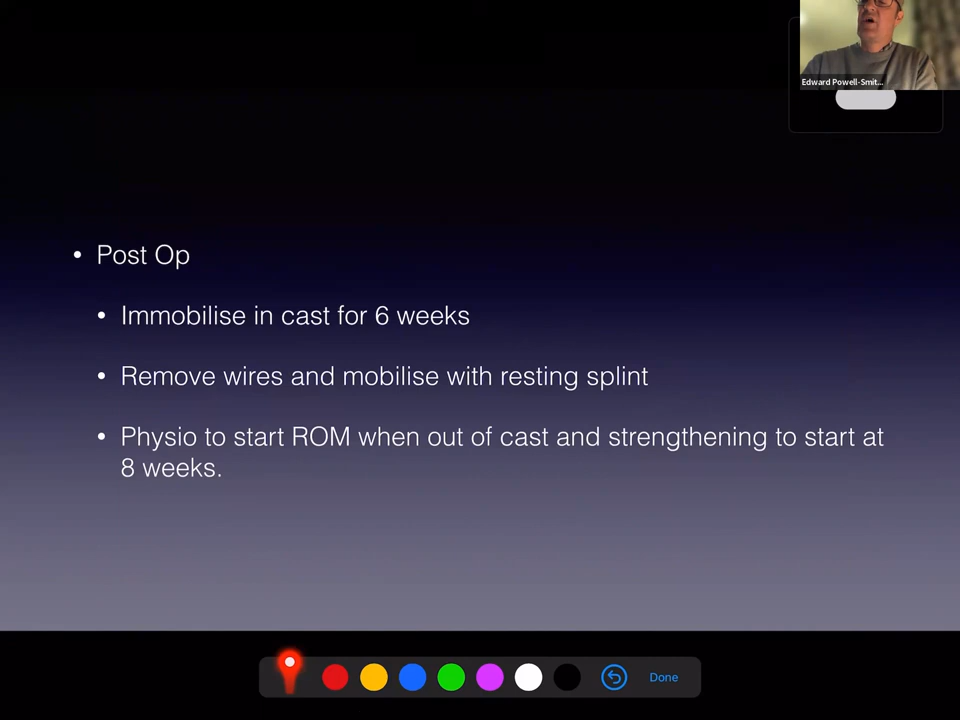 Edward Powell-Smit...
• Post Op
• Immobilise in cast for 6 weeks
• Remove wires and mobilise with resting splint
• Physio to start ROM when out of cast and strengthening to start at
8 weeks.
Done